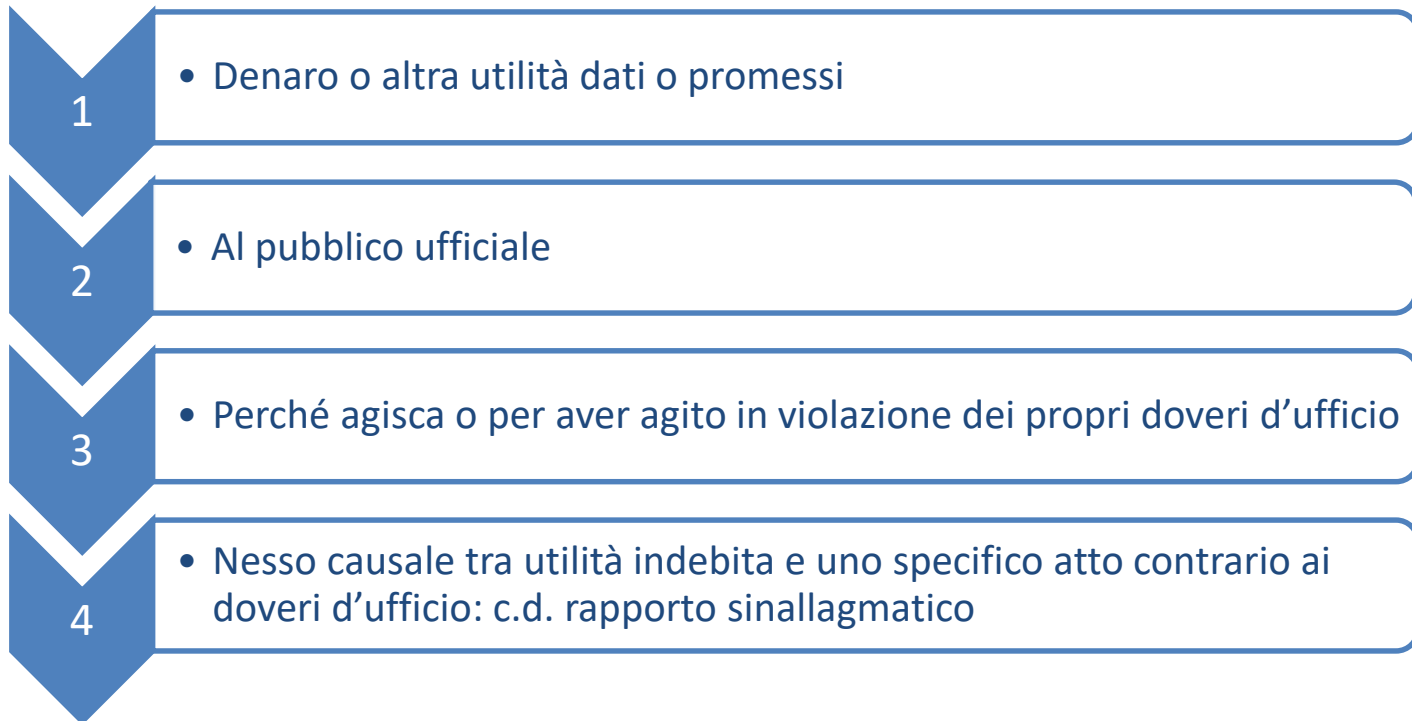 1
• Denaro o altra utilità dati o promessi
2
• Al pubblico ufficiale
3
• Perché agisca o per aver agito in violazione dei propri doveri d’ufficio
4
• Nesso causale tra utilità indebita e uno specifico atto contrario ai
doveri d’ufficio: c.d. rapporto sinallagmatico